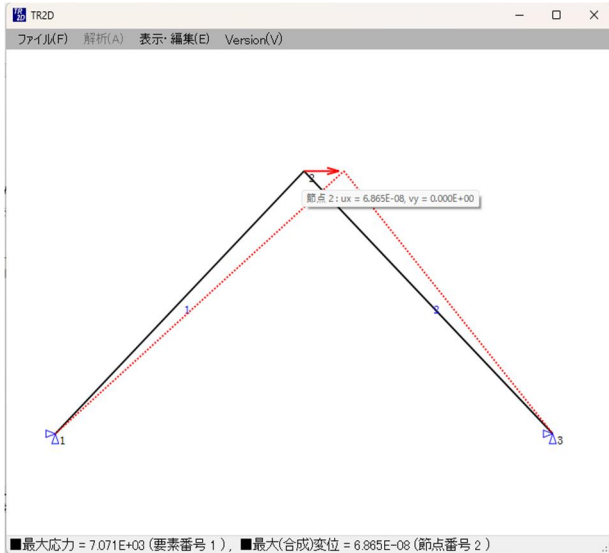 TR2D
ファイル(F) 解析(A) 表示・編集(E) Version(V)
2
節点 2 : ux = 6.865E-08, vy = 0.000E+00
1
2
1
3
■最大応力 = 7.071E+03 (要素番号 1 ) , ■最大(合成)変位 = 6.865E-08 (節点番号 2 )